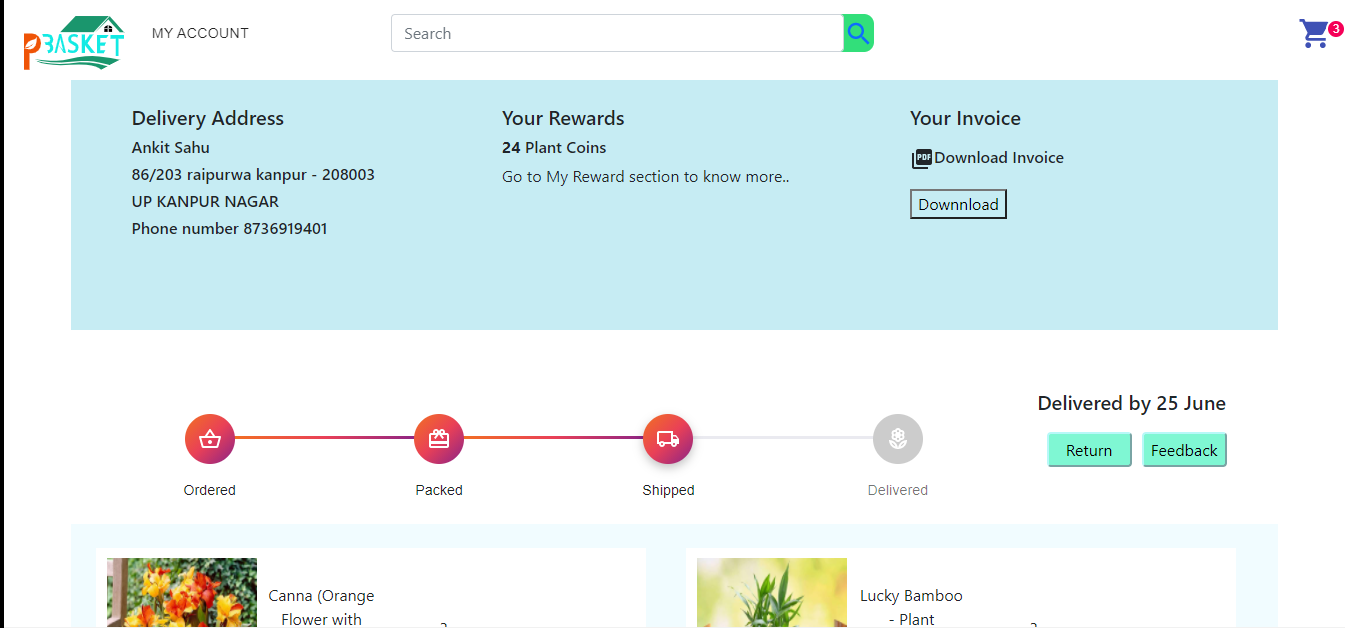 PBASKET
MY ACCOUNT
Search
3
Delivery Address
Ankit Sahu
86/203 raipurwa kanpur - 208003
UP KANPUR NAGAR
Phone number 8736919401
Your Rewards
24 Plant Coins
Go to My Reward section to know more..
Your Invoice
PDF Download Invoice
Downnload
Ordered
Packed
Shipped
Delivered
Delivered by 25 June
Return
Feedback
Canna (Orange
Flower with
Lucky Bamboo
- Plant